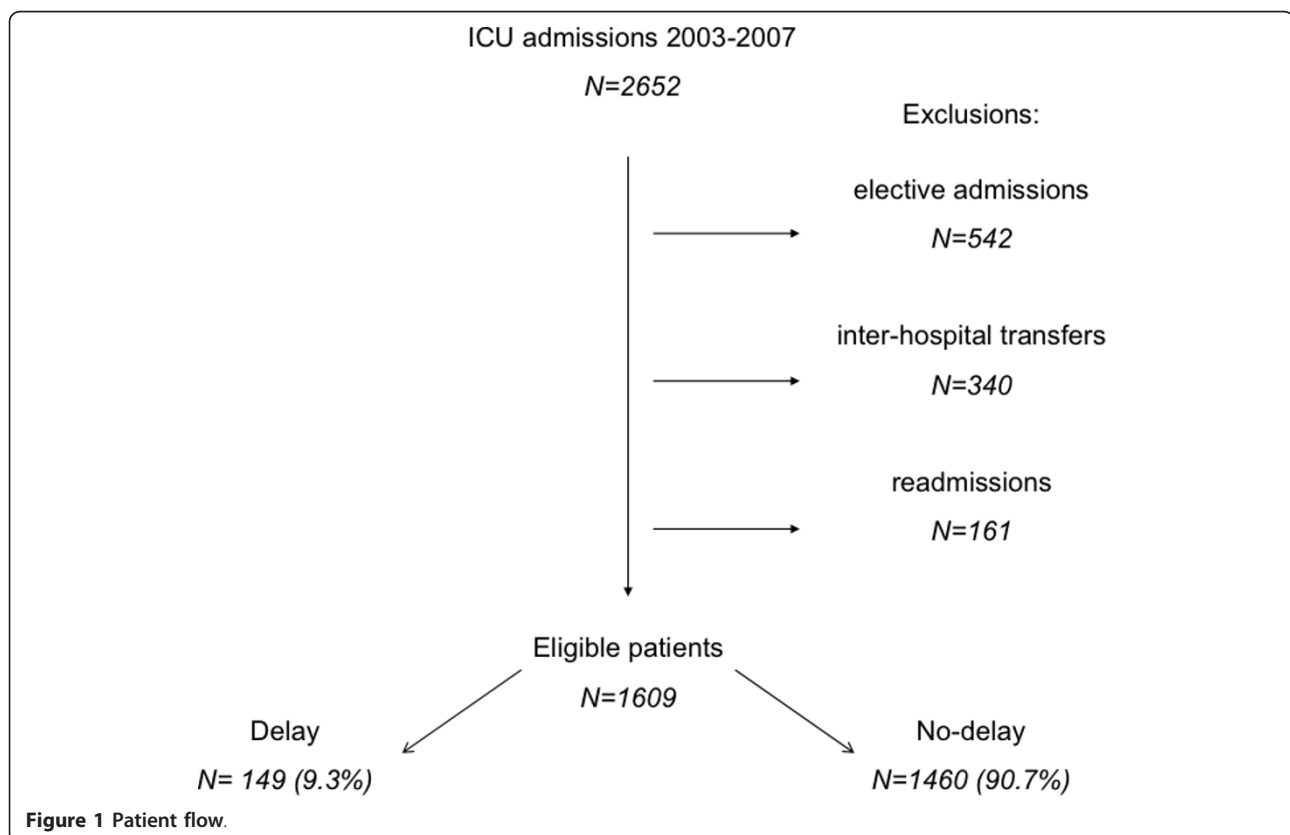 ICU admissions 2003-2007
N=2652
Exclusions:
elective admissions
N=542
inter-hospital transfers
N=340
readmissions
N=161
Eligible patients
N=1609
Delay
N= 149 (9.3%)
No-delay
N=1460 (90.7%)
Figure 1 Patient flow.